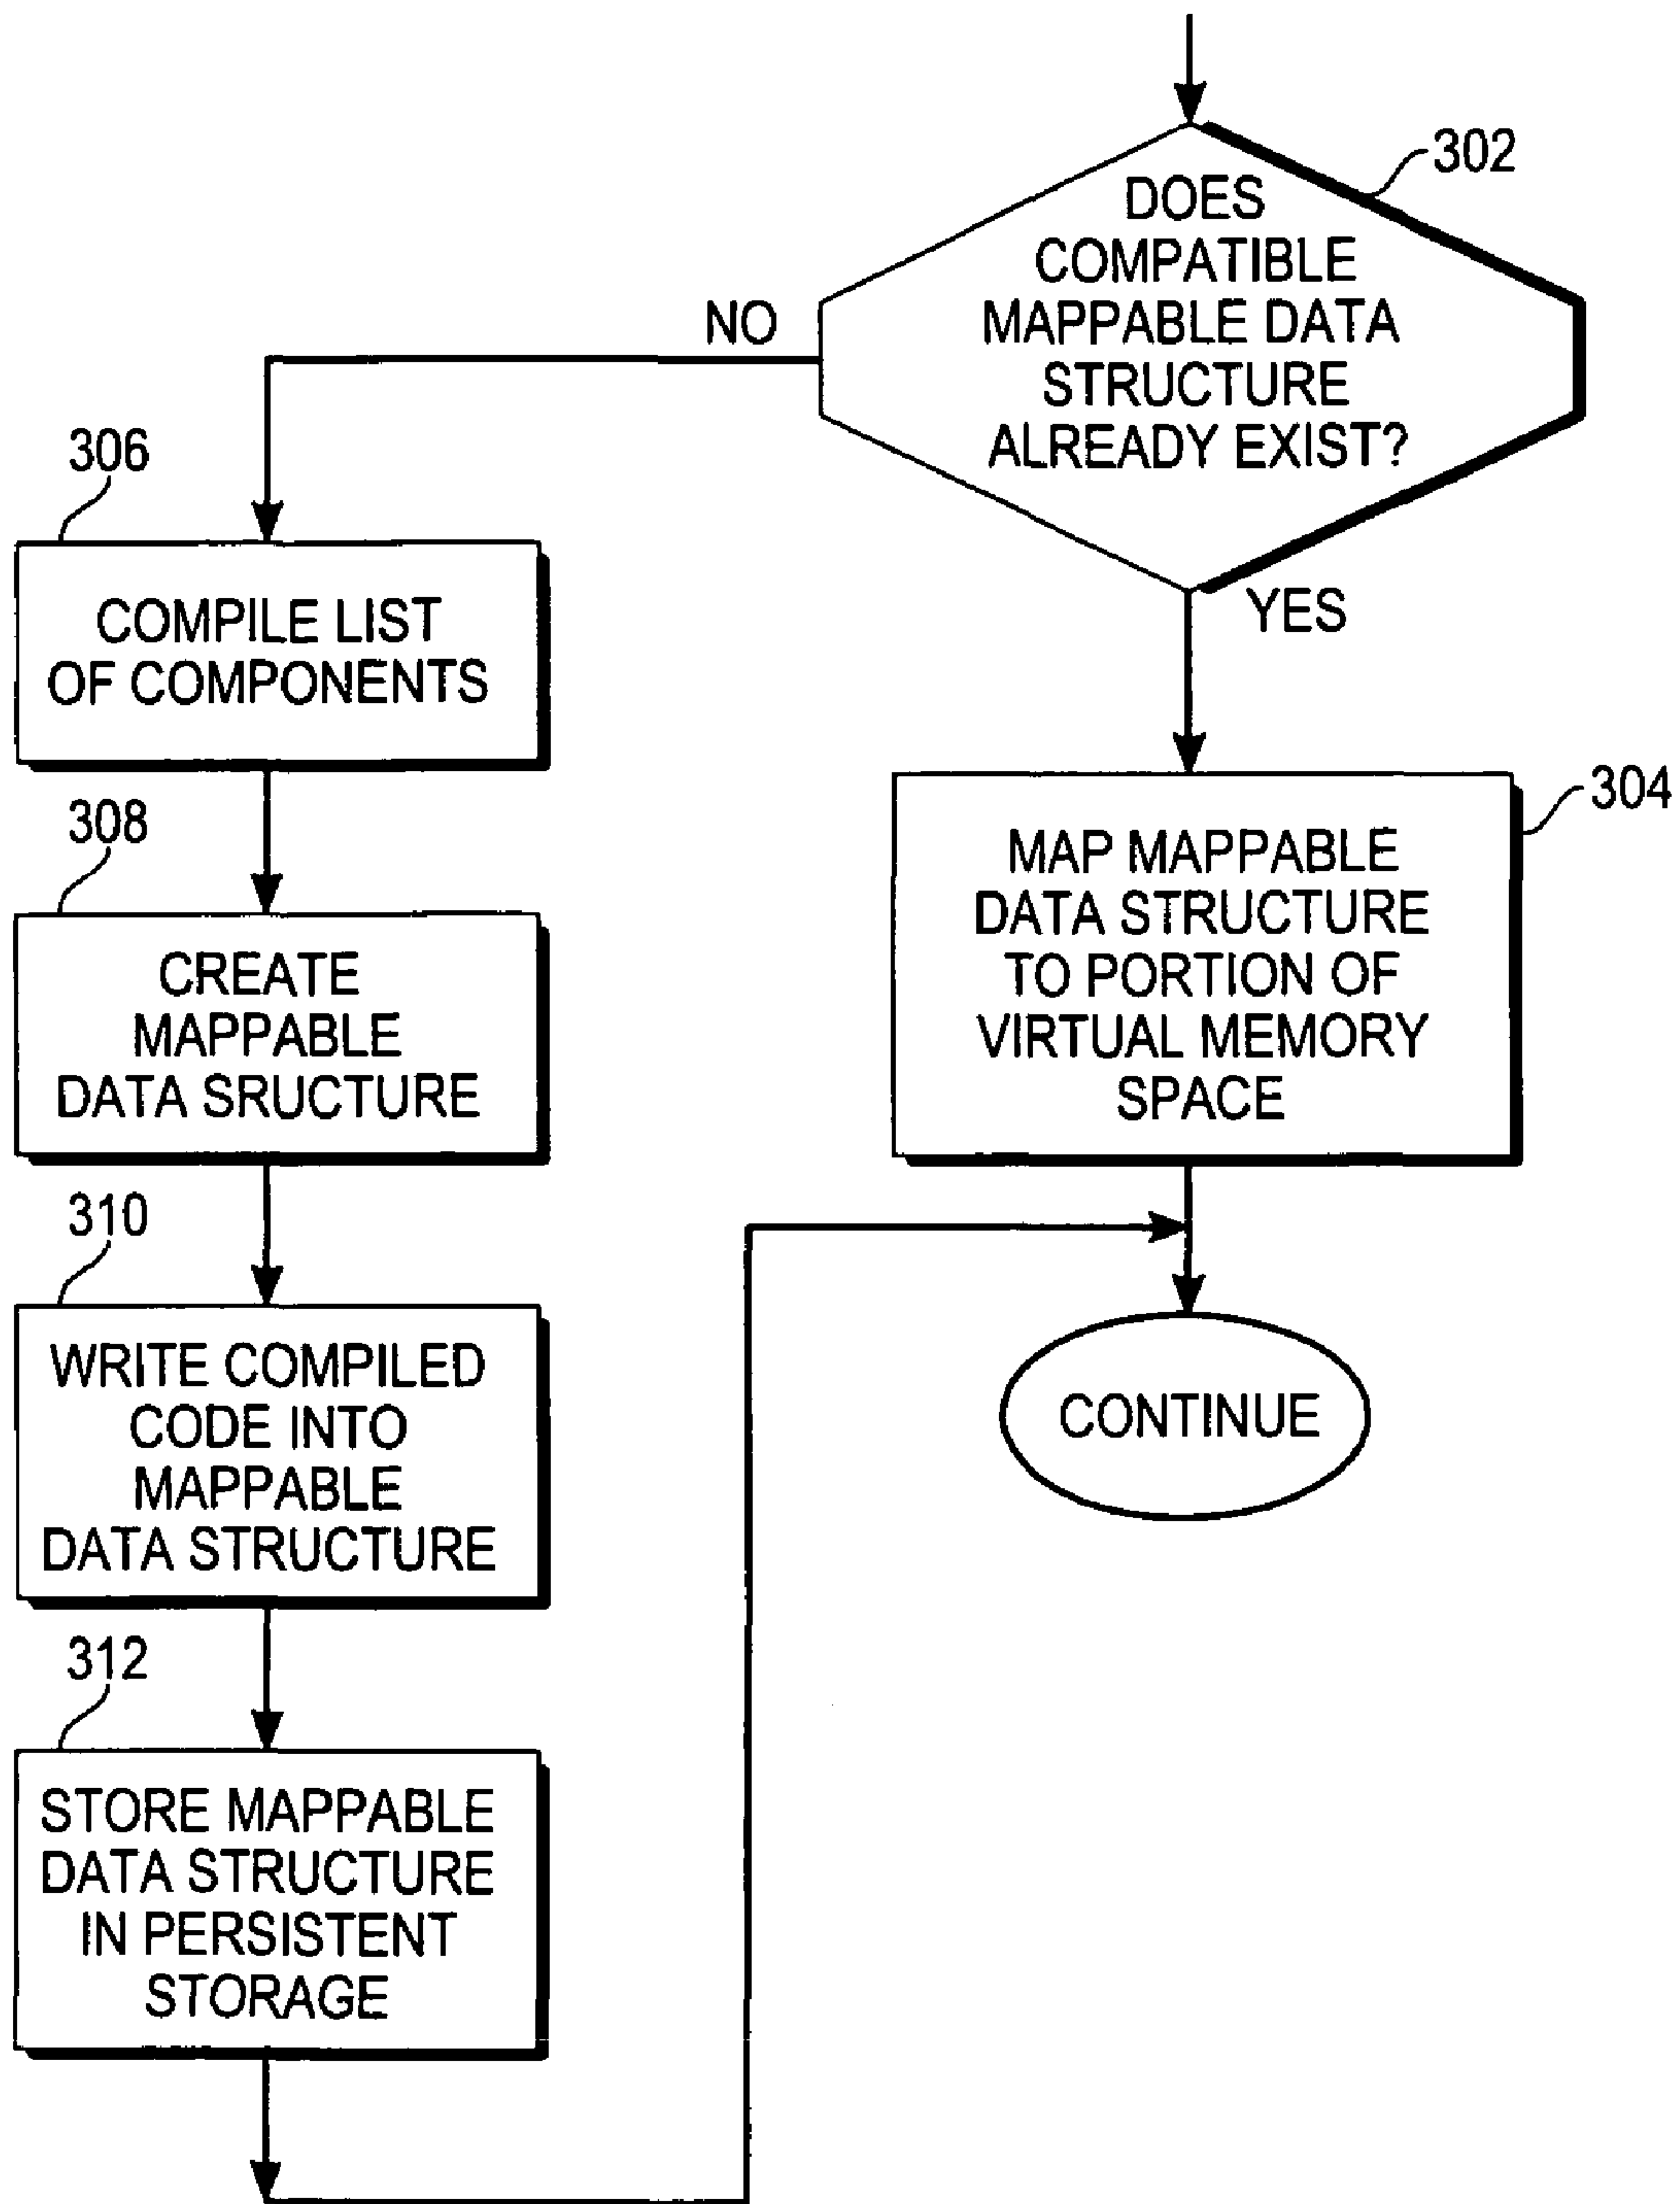 302
DOES
COMPATIBLE
MAPPABLE DATA
STRUCTURE
ALREADY EXIST?
NO
YES
306
COMPILE LIST
OF COMPONENTS
308
CREATE
MAPPABLE
DATA SRUCTURE
310
WRITE COMPILED
CODE INTO
MAPPABLE
DATA STRUCTURE
312
STORE MAPPABLE
DATA STRUCTURE
IN PERSISTENT
STORAGE
304
MAP MAPPABLE
DATA STRUCTURE
TO PORTION OF
VIRTUAL MEMORY
SPACE
CONTINUE